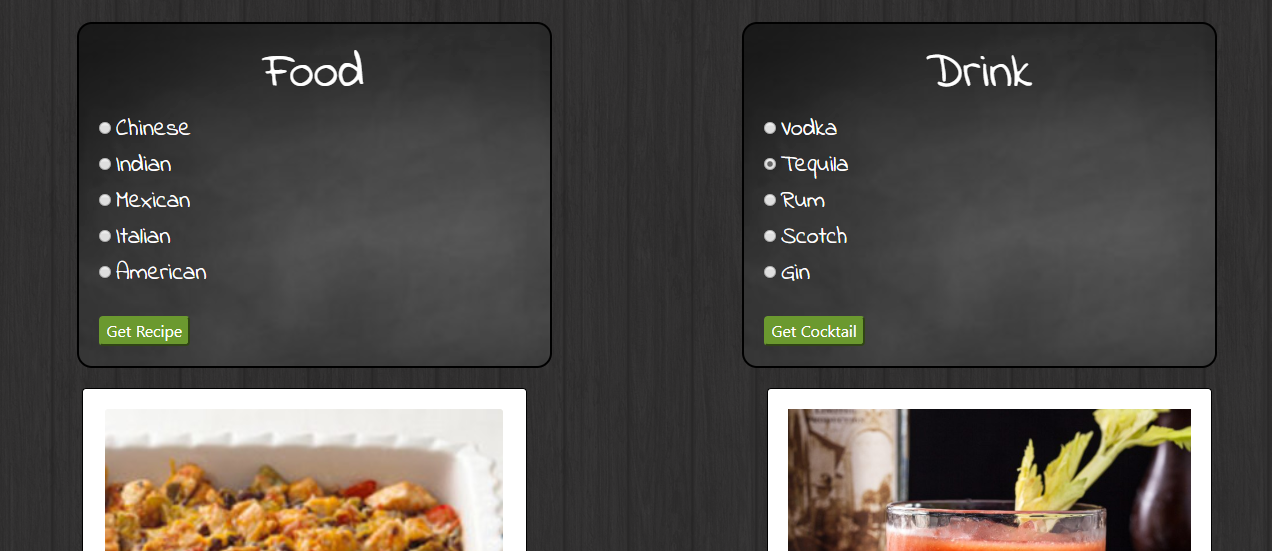 Food
Chinese
Indian
Mexican
Italian
American
Get Recipe
Drink
Vodka
Tequila
Rum
Scotch
Gin
Get Cocktail